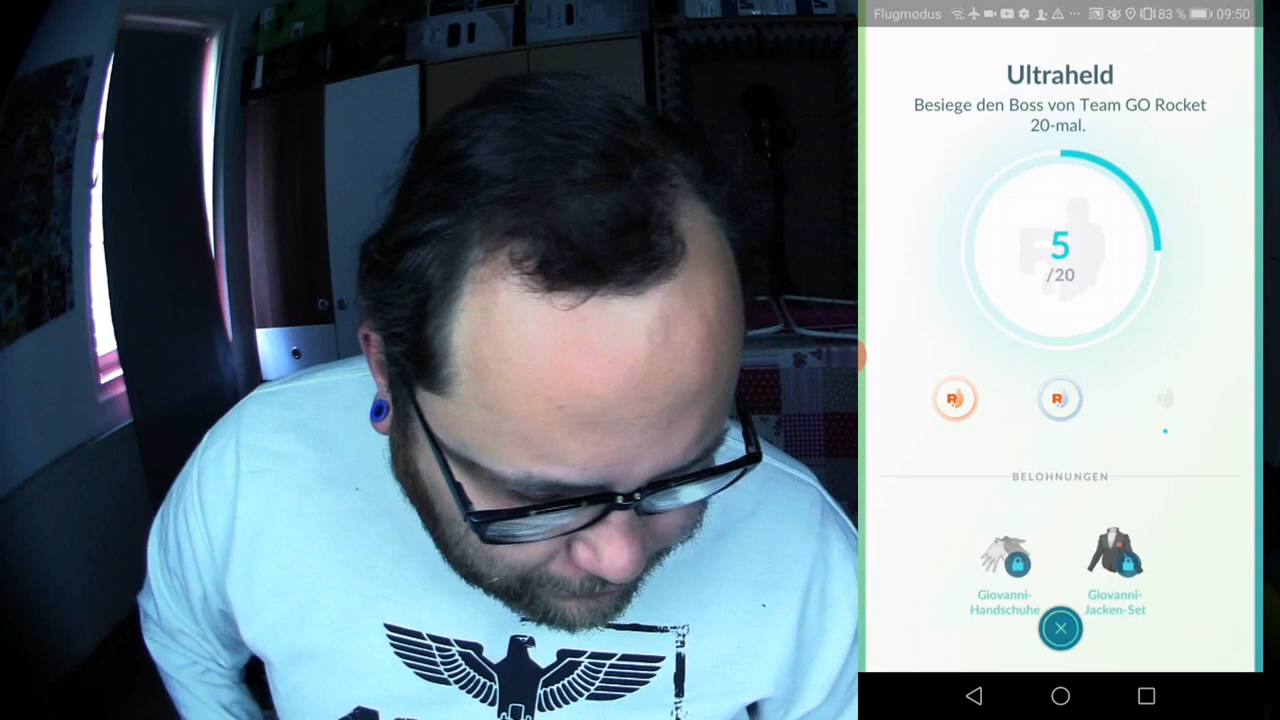 Flugmodus
83 %
09:50
Ultraheld
Besiege den Boss von Team GO Rocket
20-mal.
5
/20
BELOHNUNGEN
Giovanni-
Handschuhe
Giovanni-
Jacken-Set